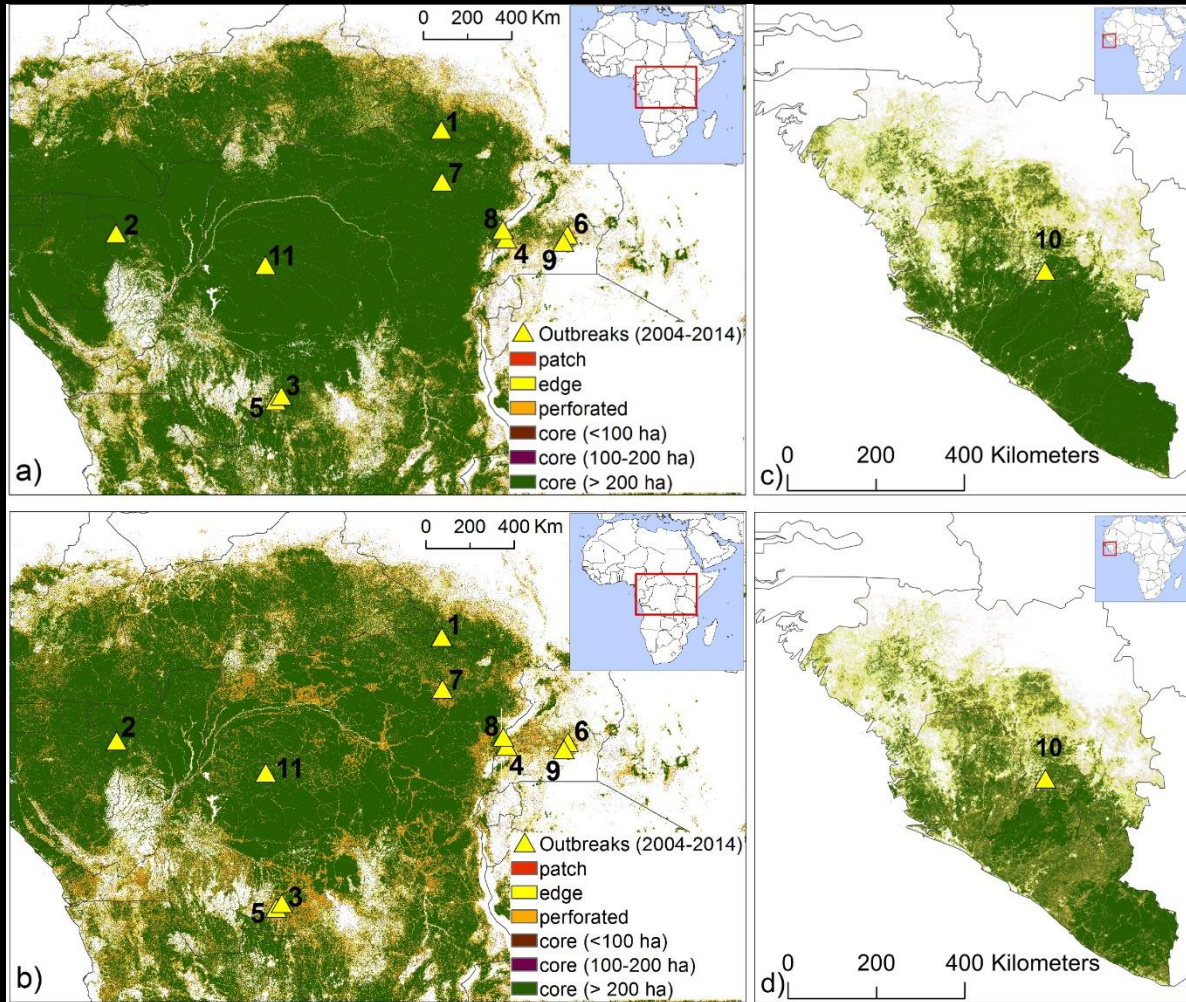 0 200 400 Km
1
7
2
8
6
4
11
9
Outbreaks (2004-2014)
patch
edge
perforated
3
core (<100 ha)
5
core (100-200 ha)
a)
core (> 200 ha)
10
0 200 400 Kilometers
c)
0 200 400 Km
1
7
2
8
6
4
11
9
Outbreaks (2004-2014)
patch
edge
perforated
3
core (<100 ha)
5
core (100-200 ha)
b)
core (> 200 ha)
10
0 200 400 Kilometers
d)